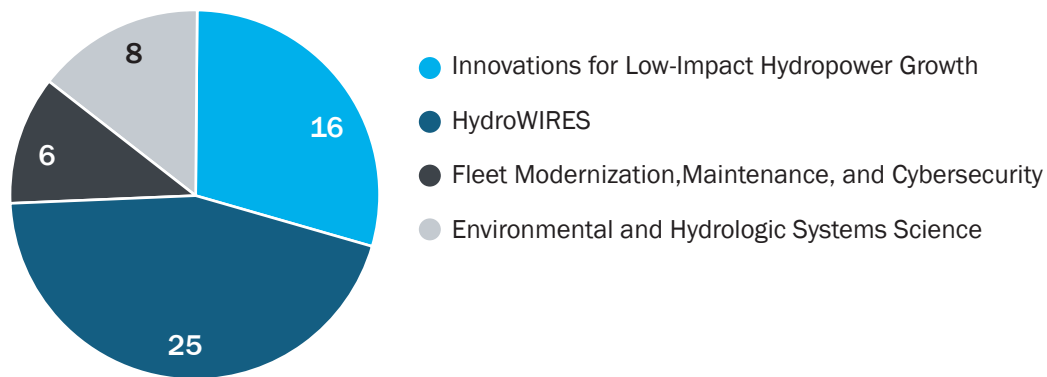 8
16
6
25
Innovations for Low-Impact Hydropower Growth
HydroWIRES
Fleet Modernization,Maintenance, and Cybersecurity
Environmental and Hydrologic Systems Science